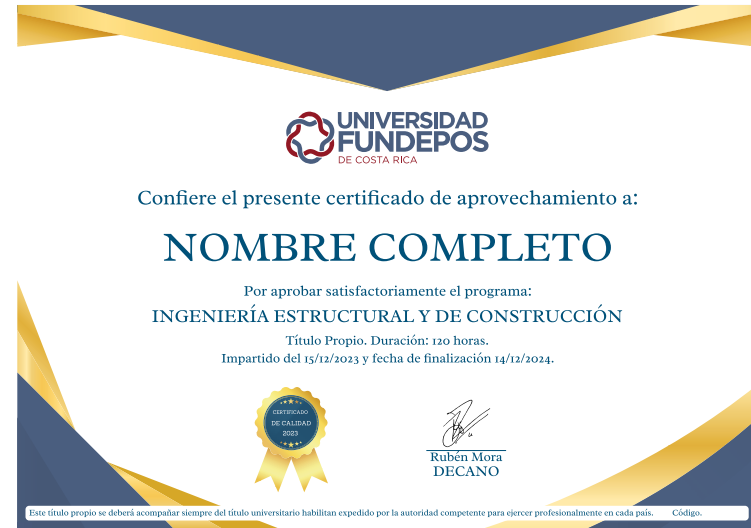 UNIVERSIDAD
FUNDEPOS
DE COSTA RICA
Confiere el presente certificado de aprovechamiento a:
NOMBRE COMPLETO
Por aprobar satisfactoriamente el programa:
INGENIERÍA ESTRUCTURAL Y DE CONSTRUCCIÓN
Título Propio. Duración: 120 horas.
Impartido del 15/12/2023 y fecha de finalización 14/12/2024.
CERTIFICADO
DE CALIDAD
2023
Rubén Mora
DECANO
Este título propio se deberá acompañar siempre del título universitario habilitan expedido por la autoridad competente para ejercer profesionalmente en cada país. Código.